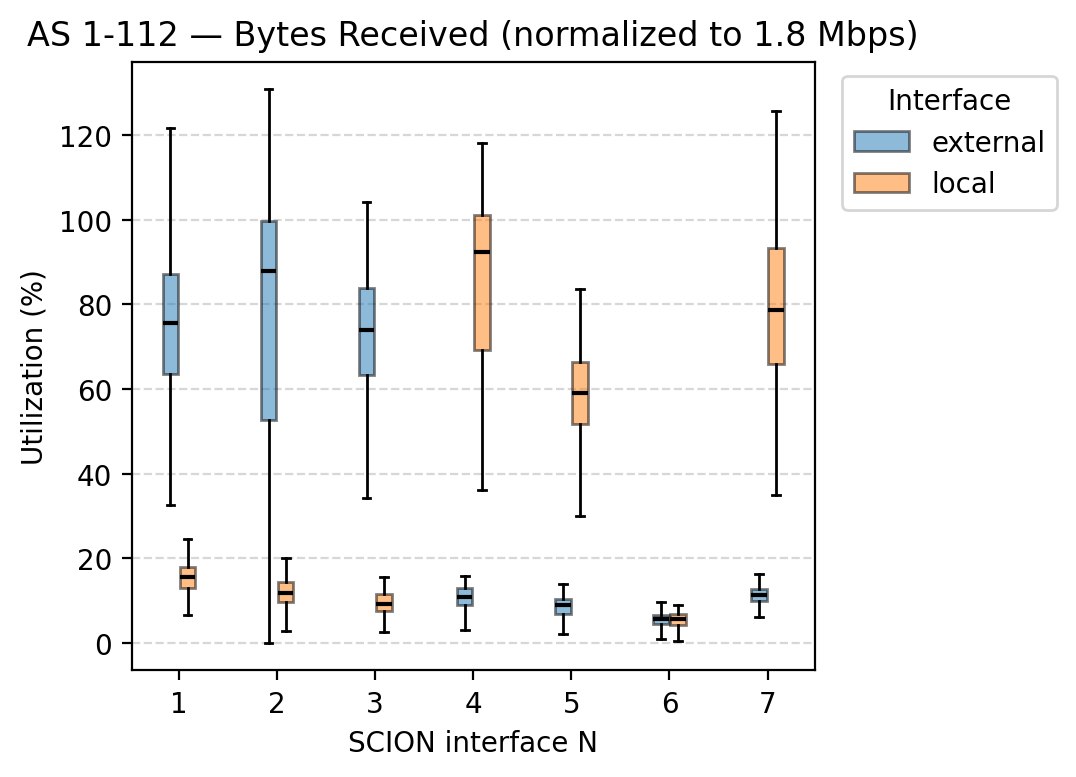 AS 1-112 — Bytes Received (normalized to 1.8 Mbps)
Interface
external
local
Utilization (%)
120
100
80
60
40
20
0
1 2 3 4 5 6 7
SCION interface N